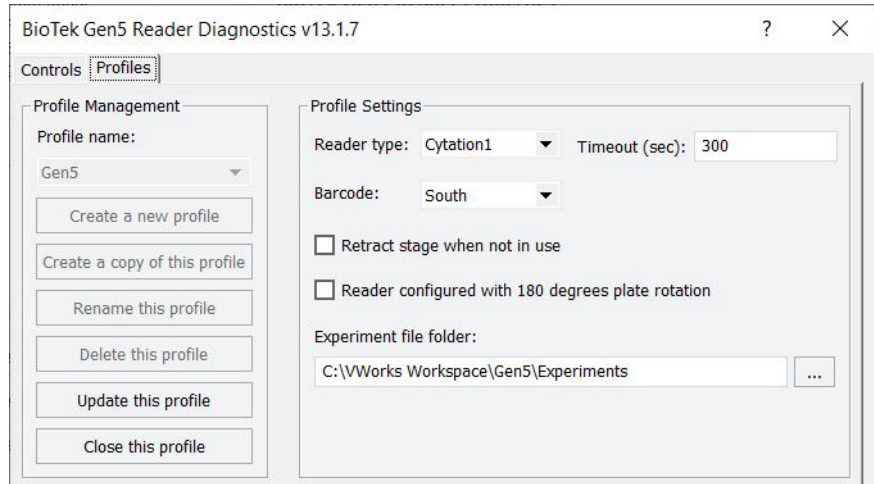 BioTek Gen5 Reader Diagnostics v13.1.7 ?
Controls Profiles
Profile Management
Profile name:
Gen5
Create a new profile
Create a copy of this profile
Rename this profile
Delete this profile
Update this profile
Close this profile
Profile Settings
Reader type: Cytation1 Timeout (sec): 300
Barcode: South
Retract stage when not in use
Reader configured with 180 degrees plate rotation
Experiment file folder:
C:\VWorks Workspace\Gen5\Experiments ...